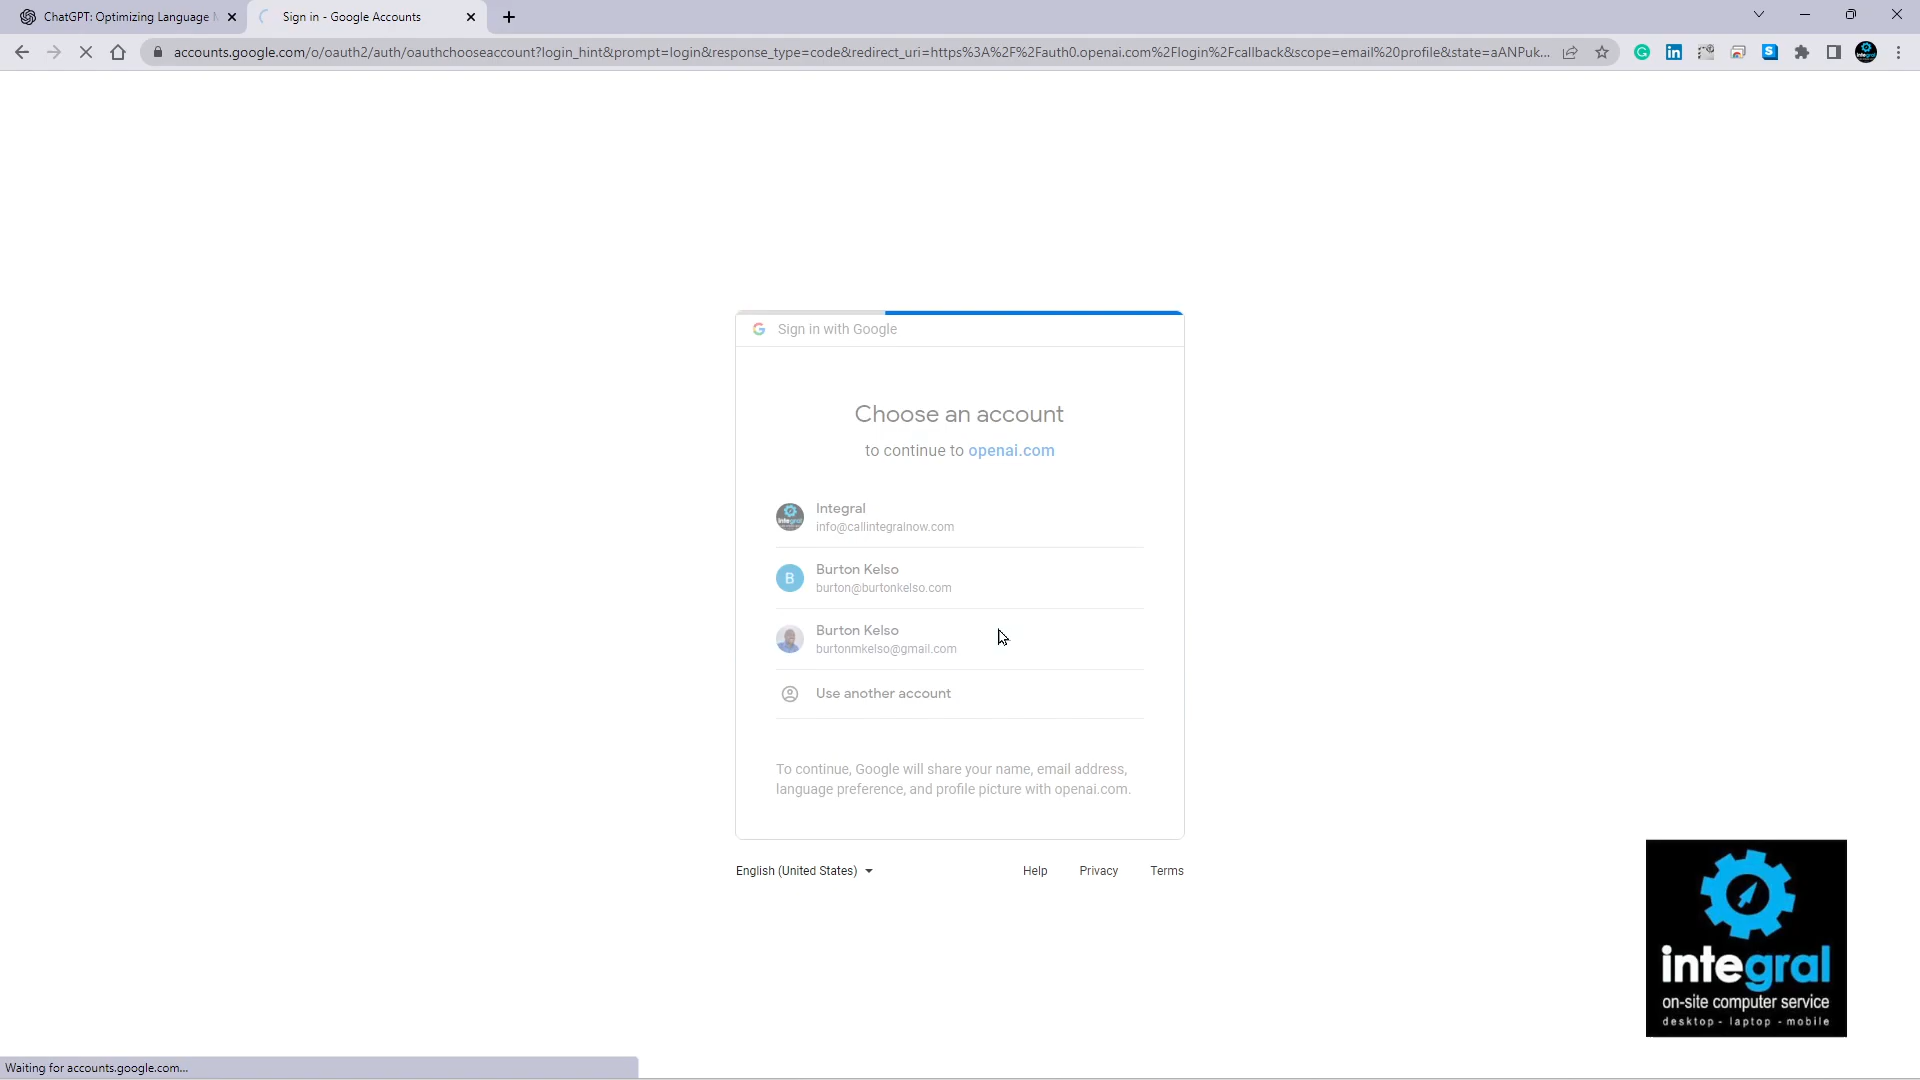 ChatGPT: Optimizing Language M
Sign in - Google Accounts
accounts.google.com/o/oauth2/auth/oauthchooseaccount?login_hint&prompt=login&response_type=code&redirect_uri=https%3A%2F%2Fauth0.openai.com%2Flogin%2Fcallback&scope=email%20profile&state=aANPuk...
Sign in with Google
Choose an account
to continue to openai.com
Integral
info@callintegralnow.com
B
Burton Kelso
burton@burtonkelso.com
Burton Kelso
burtonmkelso@gmail.com
Use another account
To continue, Google will share your name, email address,
language preference, and profile picture with openai.com.
English (United States)
Help
Privacy
Terms
integral
on-site computer service
desktop - laptop - mobile
Waiting for accounts.google.com...